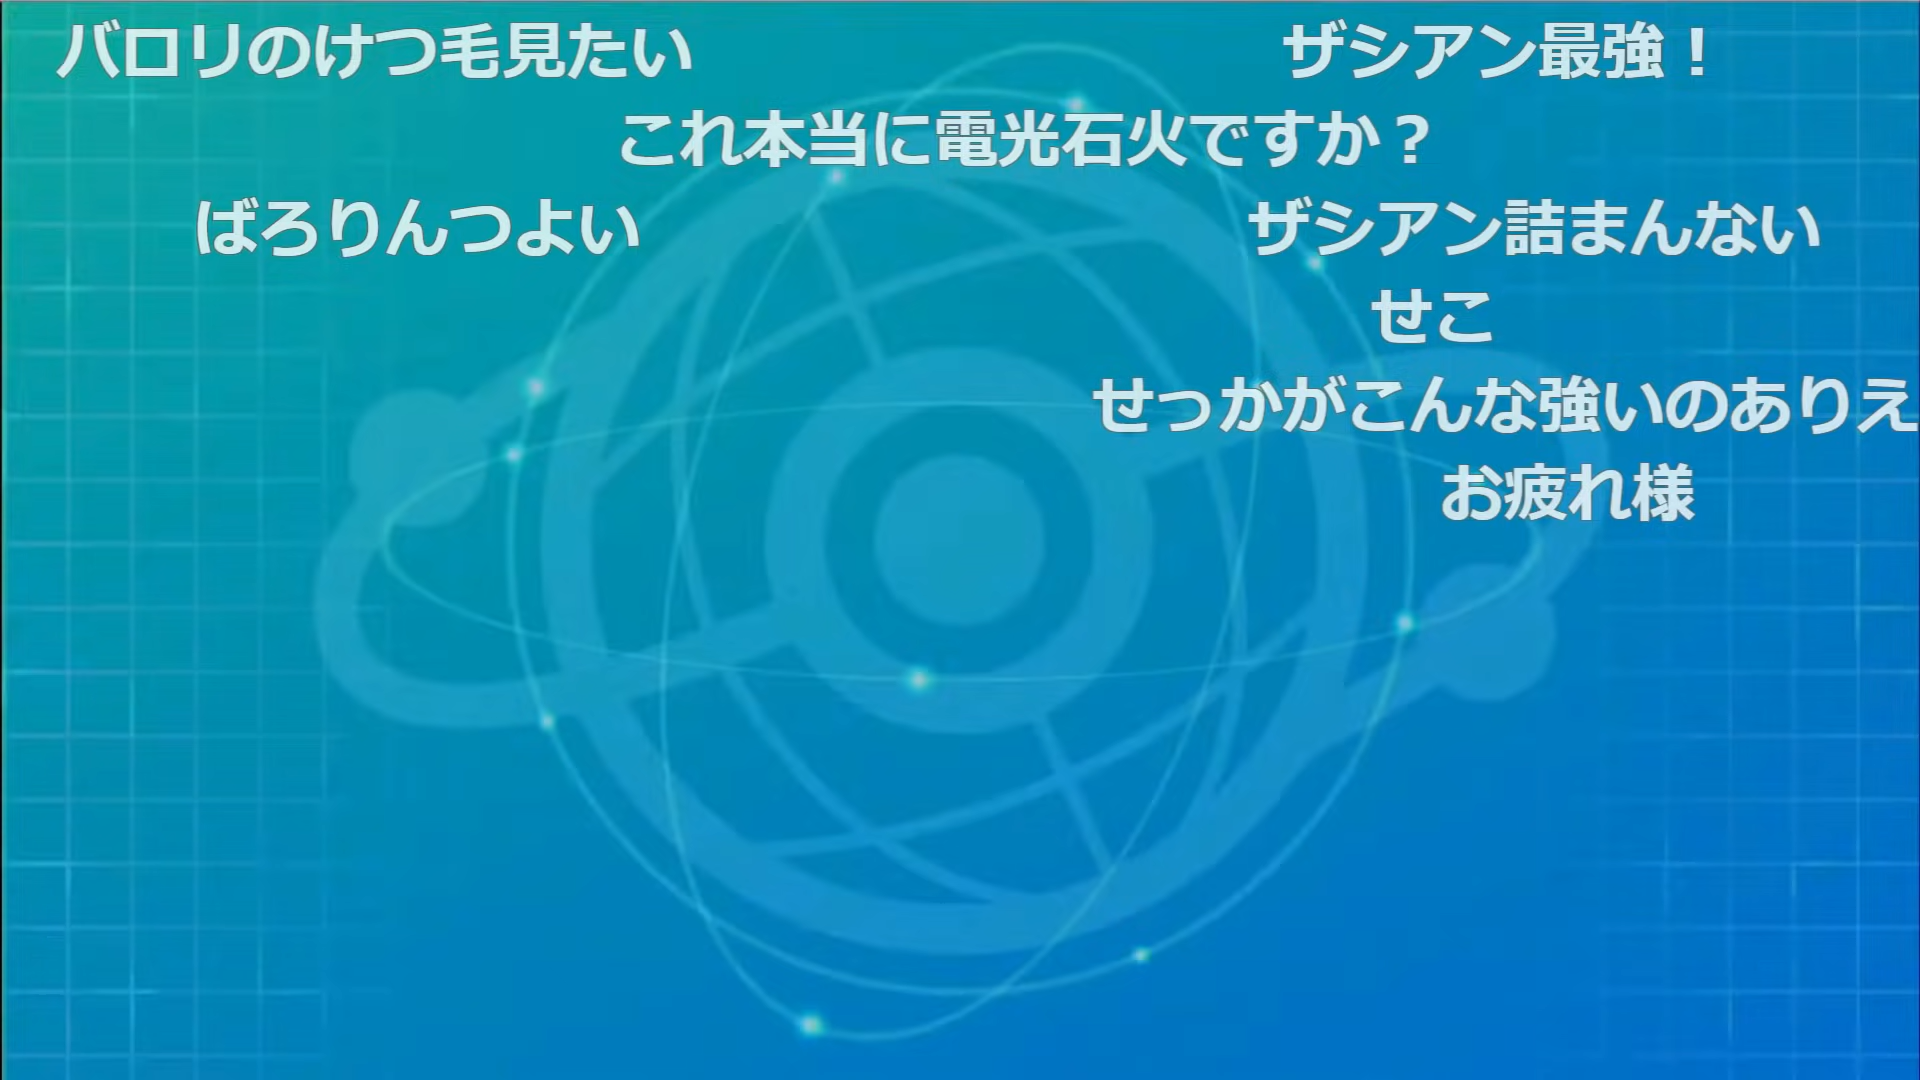 バロリのけつ毛見たい
ザシアン最強！
これ本当に電光石火ですか？
ばろりんつよい
ザシアン詰まんない
せこ
せっかがこんな強いのありえ
お疲れ様